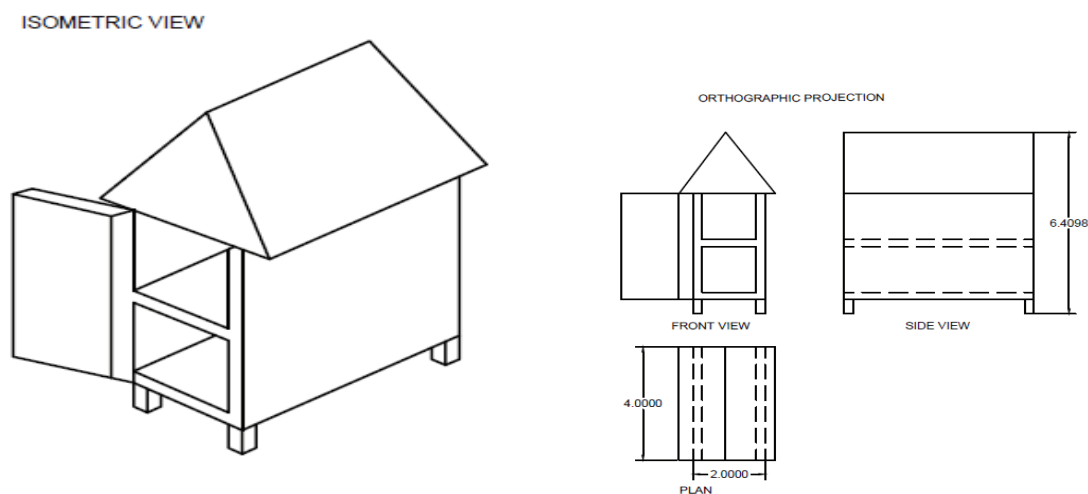 ISOMETRIC VIEW
ORTHOGRAPHIC PROJECTION
6.4098
FRONT VIEW
SIDE VIEW
4.0000
2.0000
PLAN